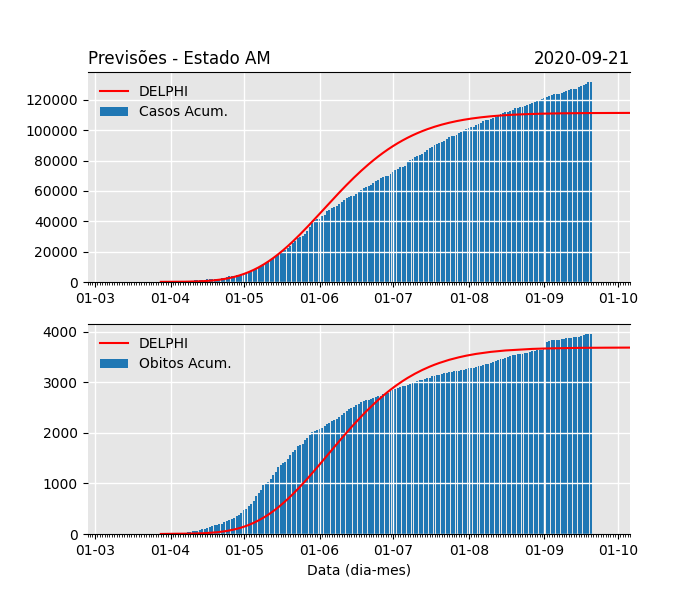 Previsões - Estado AM 2020-09-21
DELPHI
Casos Acum.
120000
100000
80000
60000
40000
20000
0
01-03 01-04 01-05 01-06 01-07 01-08 01-09 01-10
DELPHI
Obitos Acum.
4000
3000
2000
1000
0
01-03 01-04 01-05 01-06 01-07 01-08 01-09 01-10
Data (dia-mes)